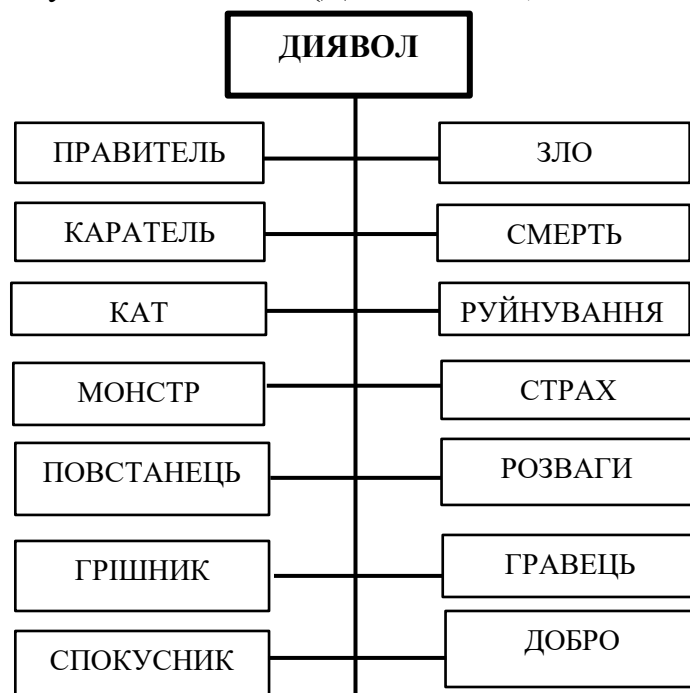 ДИЯВОЛ
ПРАВИТЕЛЬ
ЗЛО
КАРАТЕЛЬ
СМЕРТЬ
КАТ
РУЙНУВАННЯ
МОНСТР
СТРАХ
ПОВСТАНЕЦЬ
РОЗВАГИ
ГРІШНИК
ГРАВЕЦЬ
СПОКУСНИК
ДОБРО